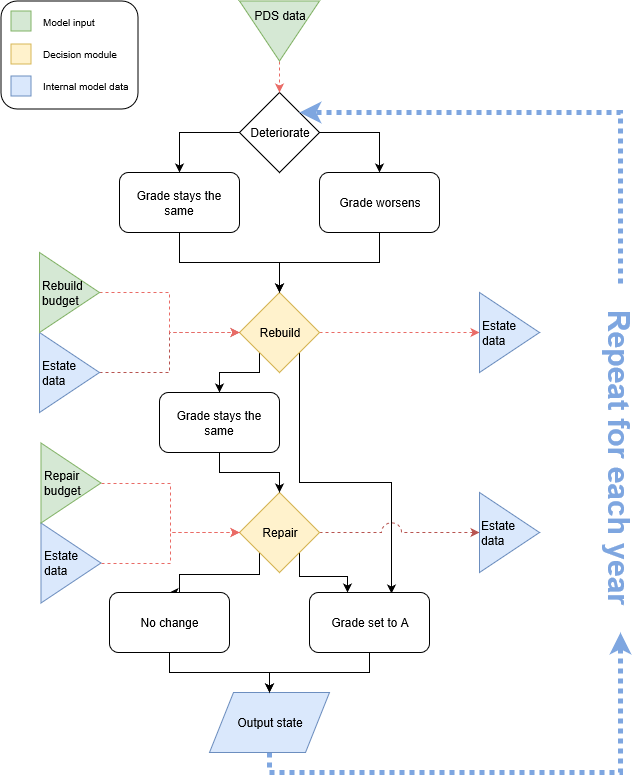 Model input
Decision module
Internal model data
PDS data
Deteriorate
Grade stays the
same
Grade worsens
Rebuild
budget
Estate
data
Rebuild
Estate
data
Grade stays the
same
Repair
budget
Estate
data
Repair
Estate
data
No change
Grade set to A
Output state
Repeat for each year